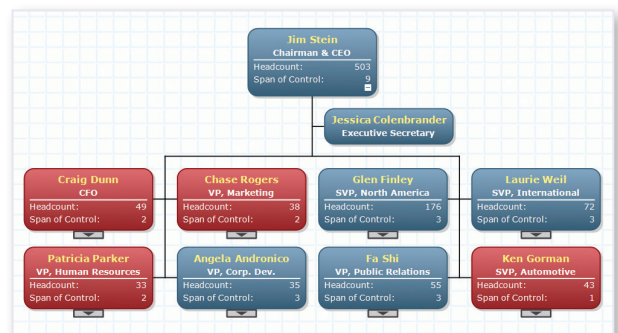 Jim Stein
Chairman & CEO
Headcount: 503
Span of Control: 9
Jessica Colenbrander
Executive Secretary
Craig Dunn
CFO
Headcount: 49
Span of Control: 2
Chase Rogers
VP, Marketing
Headcount: 38
Span of Control: 2
Glen Finley
SVP, North America
Headcount: 176
Span of Control: 3
Laurie Weil
SVP, International
Headcount: 72
Span of Control: 3
Patricia Parker
VP, Human Resources
Headcount: 33
Span of Control: 2
Angela Andronico
VP, Corp. Dev.
Headcount: 35
Span of Control: 3
Fa Shi
VP, Public Relations
Headcount: 55
Span of Control: 3
Ken Gorman
SVP, Automotive
Headcount: 43
Span of Control: 1